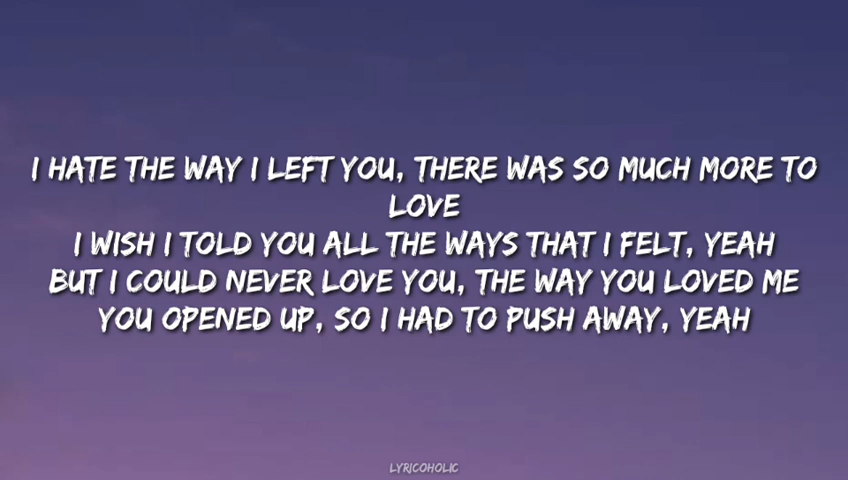 I HATE THE WAY I LEFT YOU, THERE WAS SO MUCH MORE TO
LOVE
I WISH I TOLD YOU ALL THE WAYS THAT I FELT, YEAH
BUT I COULD NEVER LOVE YOU, THE WAY YOU LOVED ME
YOU OPENED UP, SO I HAD TO PUSH AWAY, YEAH
LYRICOHOLIC